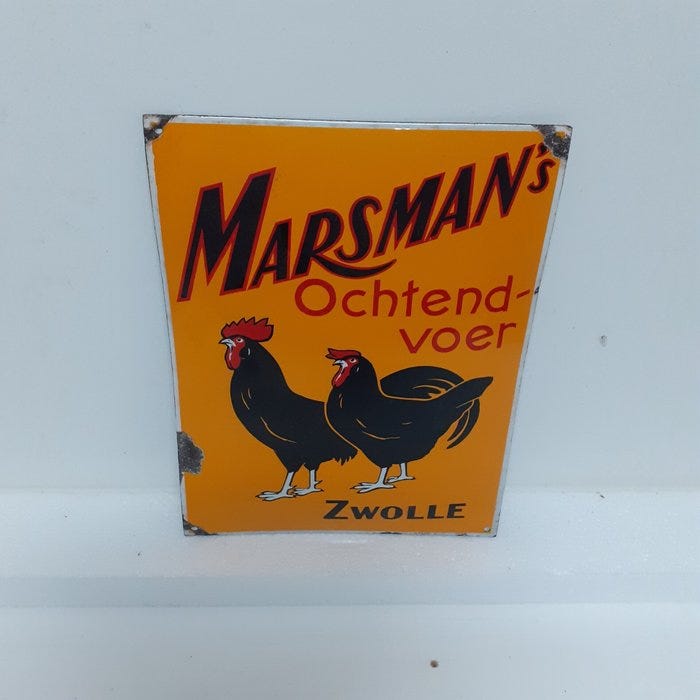 MARSMAN's
Ochtend-
voer
ZWOLLE